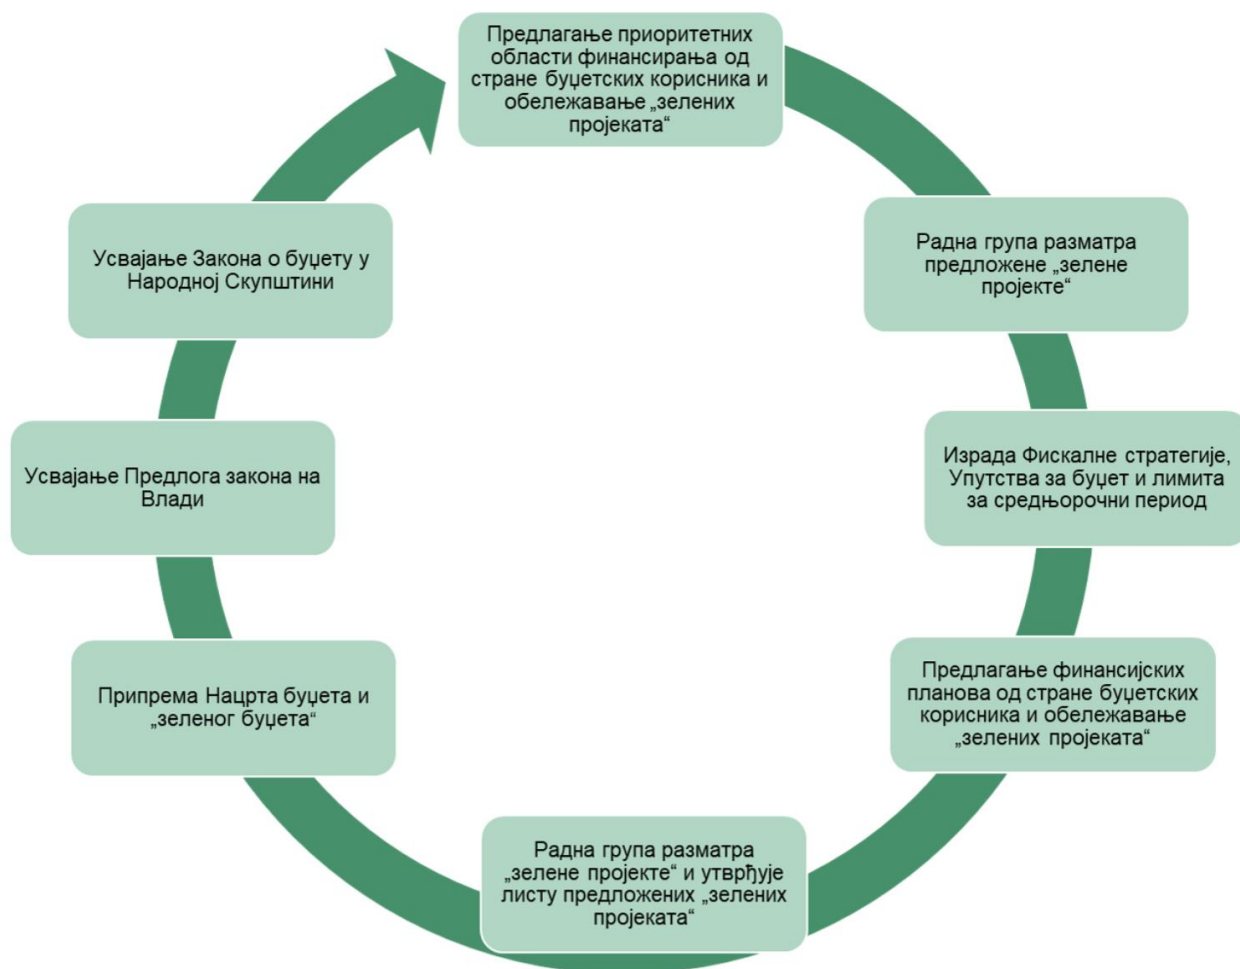 Предлагање приоритетних
области финансирања од
стране буџетских корисника и
обележавање „зелених
пројеката“
Радна група разматра
предложене „зелене
пројекте“
Израда Фискалне стратегије,
Упутства за буџет и лимита
за средњорочни период
Предлагање финансијских
планова од стране буџетских
корисника и обележавање
„зелених пројеката“
Радна група разматра
„зелене пројекте“ и утврђује
листу предложених „зелених
пројеката“
Припрема Нацрта буџета и
„зеленог буџета“
Усвајање Предлога закона на
Влади
Усвајање Закона о буџету у
Народној Скупштини